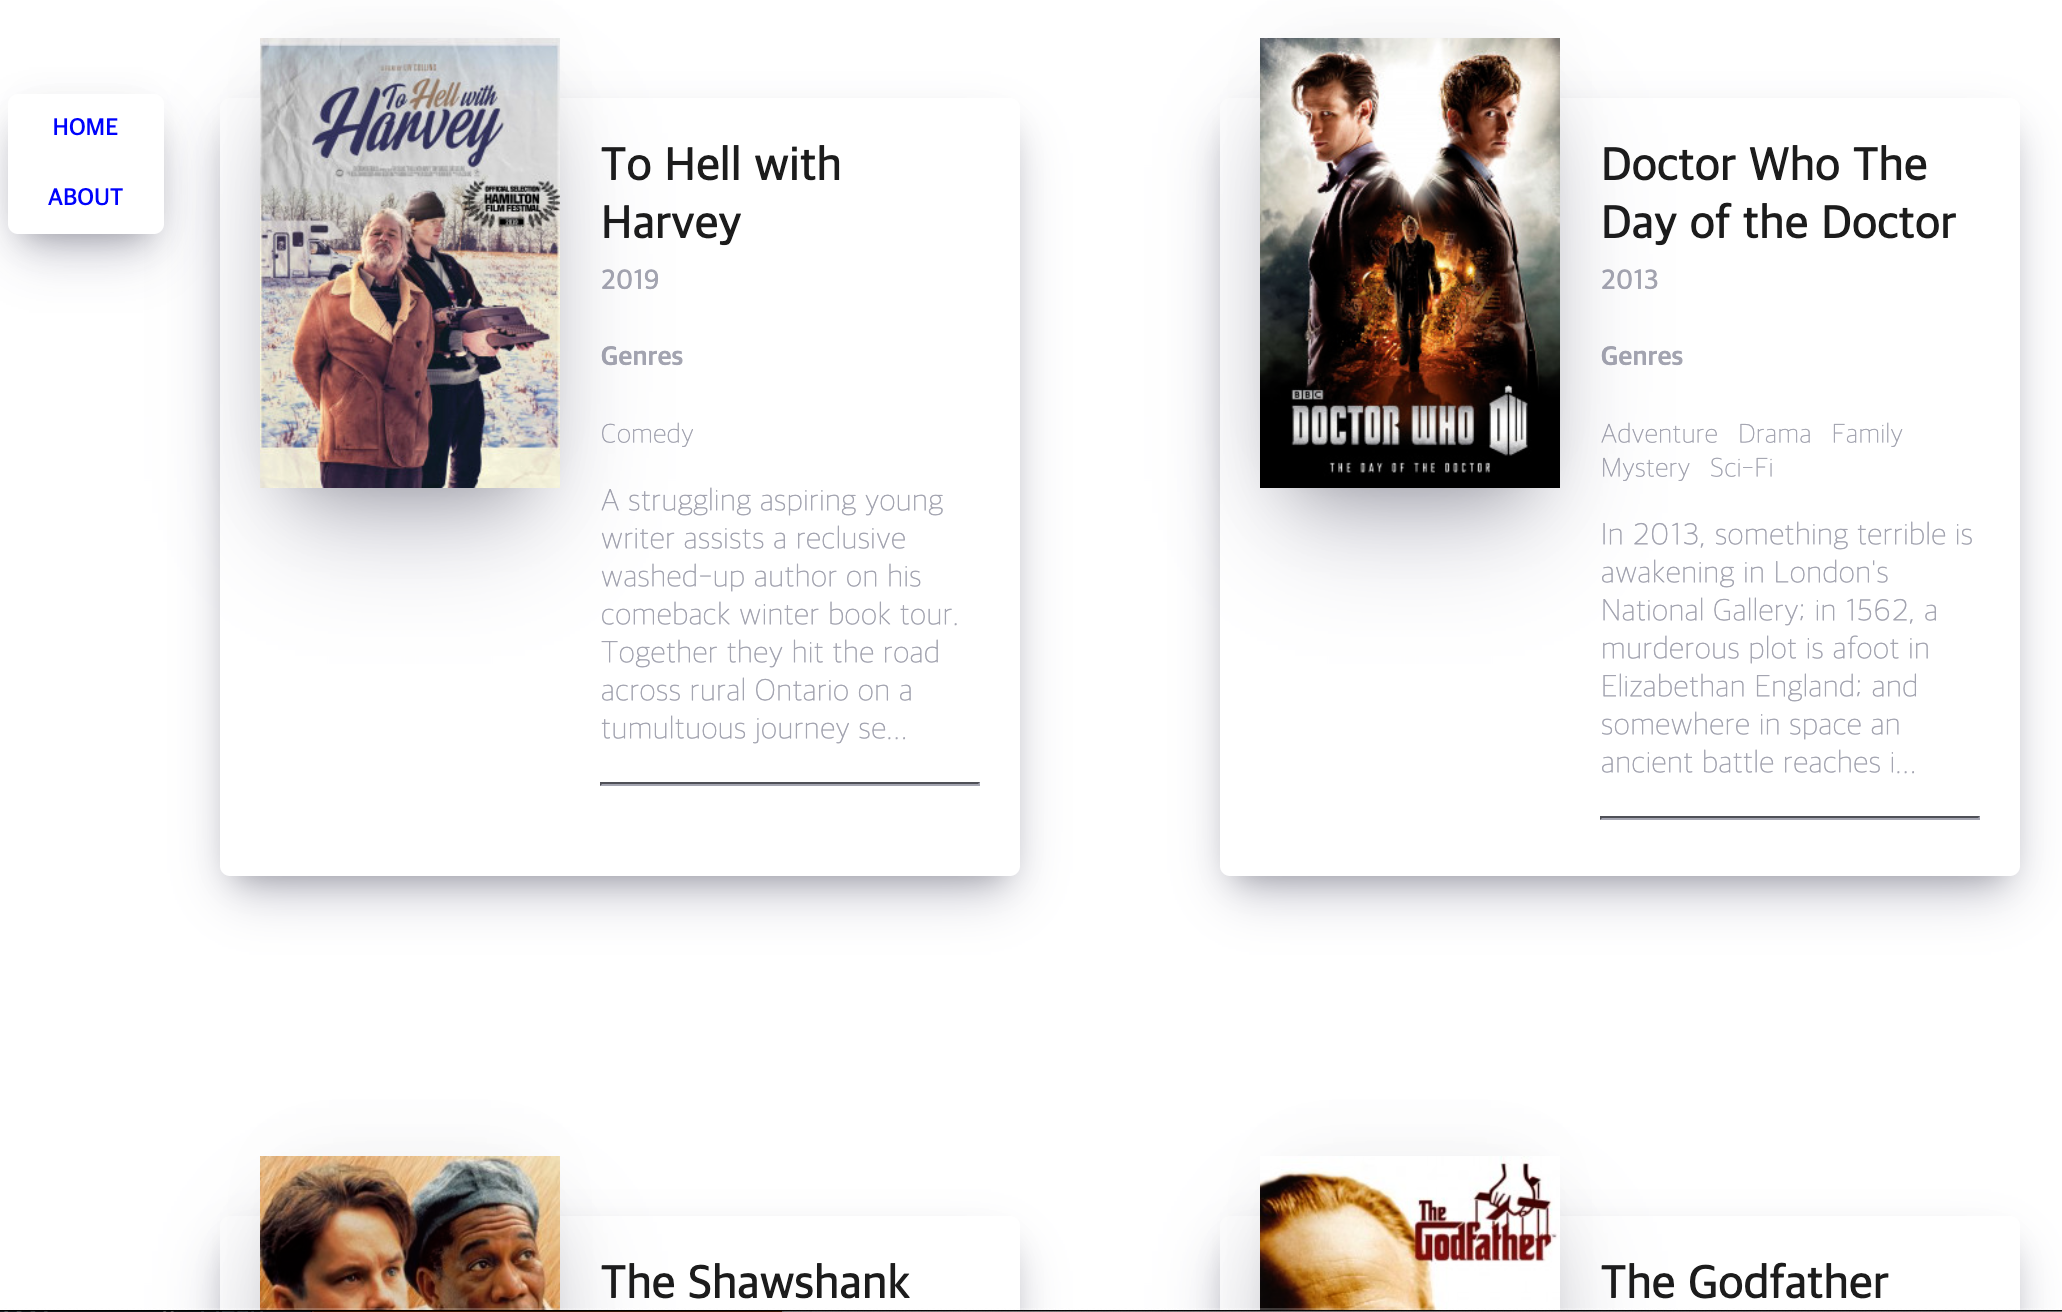 HOME
ABOUT
To Hell with
Harvey
OFFICIAL SELECTION
HAMILTON
FILM FESTIVAL
To Hell with
Harvey
2019
Genres
Comedy
A struggling aspiring young
writer assists a reclusive
washed-up author on his
comeback winter book tour.
Together they hit the road
across rural Ontario on a
tumultuous journey se...
BBC
DOCTOR WHO DW
THE DAY OF THE DOCTOR
Doctor Who The
Day of the Doctor
2013
Genres
Adventure Drama Family
Mystery Sci-Fi
In 2013, something terrible is
awakening in London's
National Gallery; in 1562, a
murderous plot is afoot in
Elizabethan England; and
somewhere in space an
ancient battle reaches i...
The Shawshank
The
Godfather
The Godfather